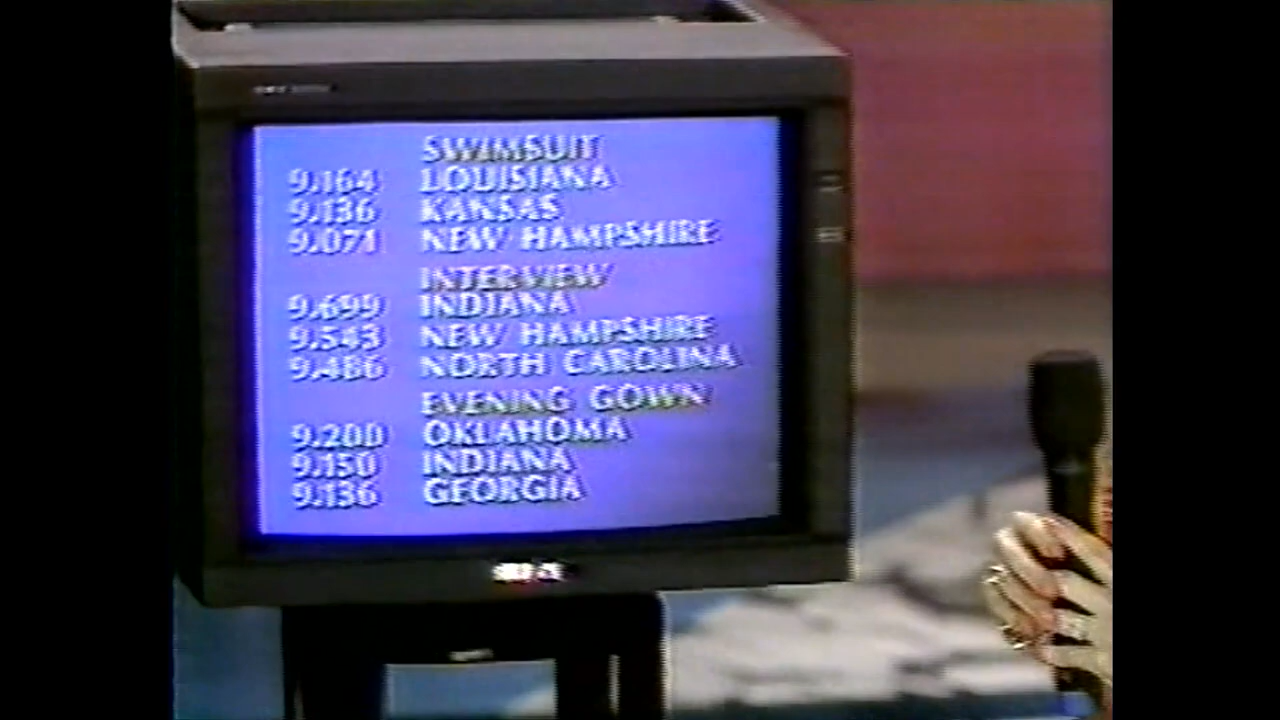 SWIMSUIT
9.164 LOUISIANA
9.136 KANSAS
9.071 NEW HAMPSHIRE
INTERVIEW
9.699 INDIANA
9.543 NEW HAMPSHIRE
9.486 NORTH CAROLINA
EVENING GOWN
9.200 OKLAHOMA
9.150 INDIANA
9.136 GEORGIA